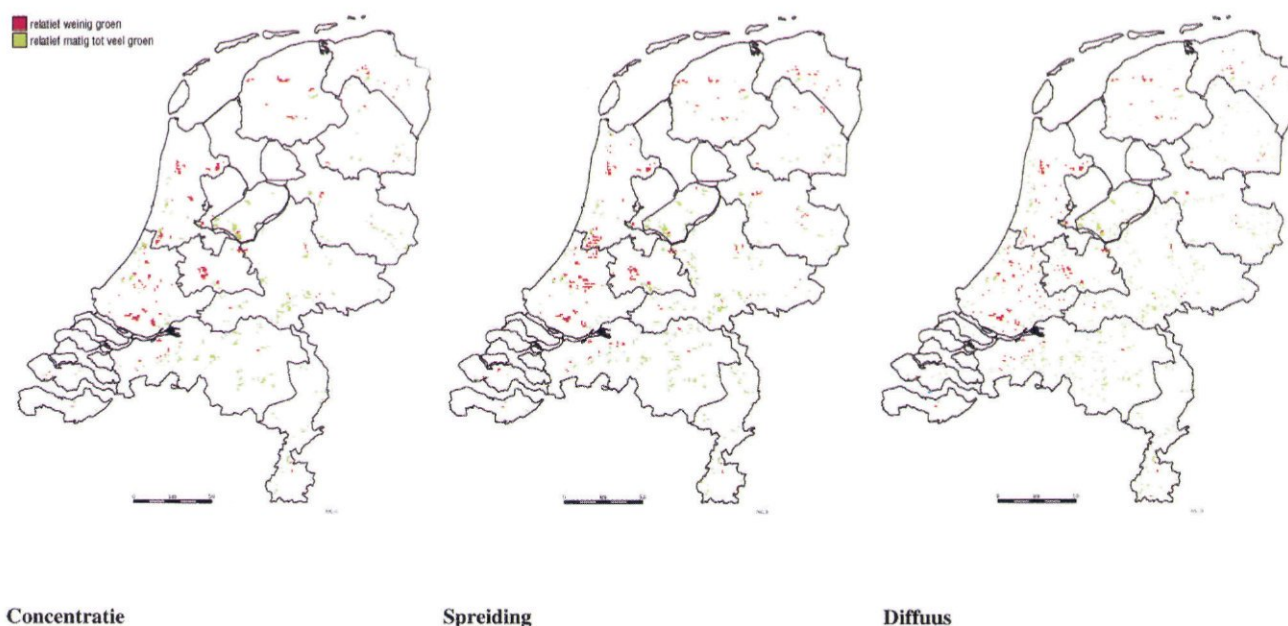 relatief weinig groen
relatief matig tot veel groen
Concentratie
Spreiding
Diffuus